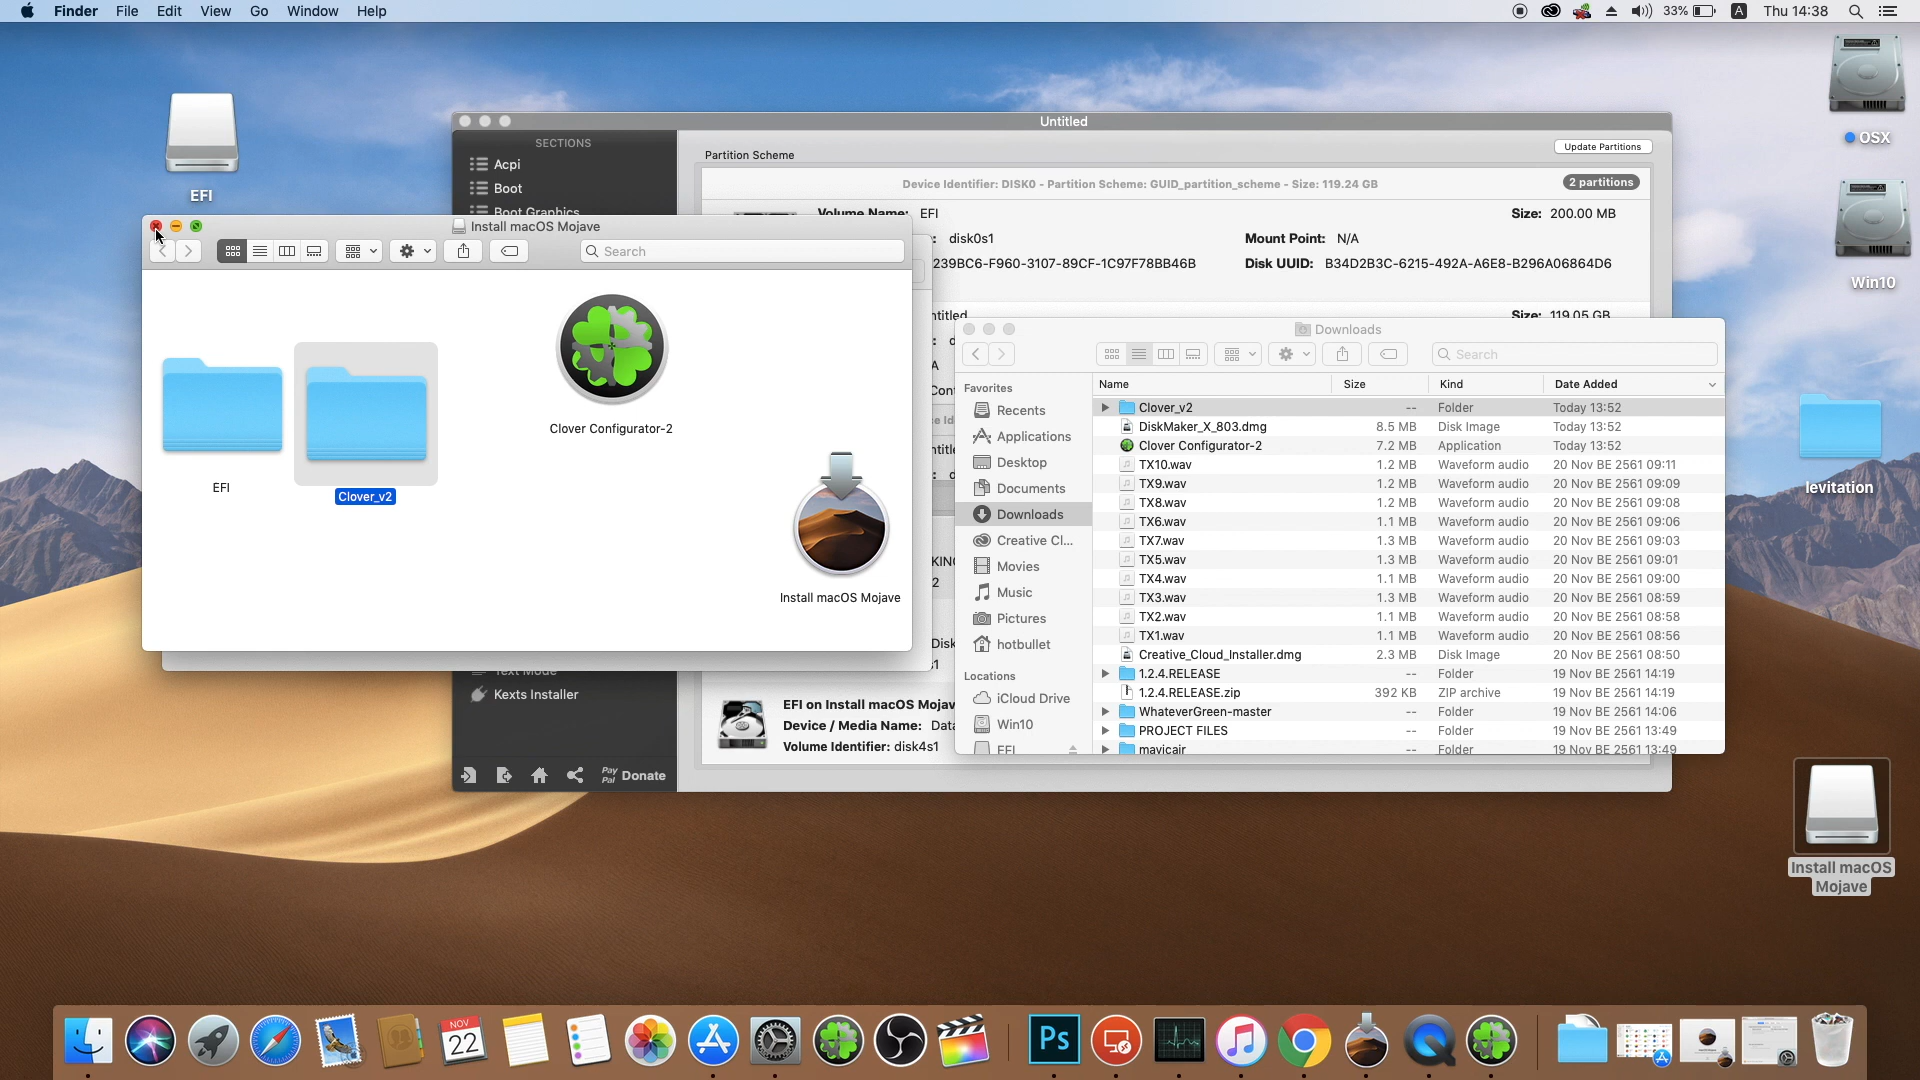 Finder File Edit View Go Window Help
33% A Thu 14:38
EFI
OSX
Win10
levitation
Install macOS
Mojave
Untitled
SECTIONS
Acpi
Boot
Boot Graphics
Text Mode
Kexts Installer
Pay
Pal Donate
Partition Scheme
Update Partitions
Device Identifier: DISK0 - Partition Scheme: GUID_partition_scheme - Size: 119.24 GB
2 partitions
Volume Name: EFI Size: 200.00 MB
: disk0s1 Mount Point: N/A
239BC6-F960-3107-89CF-1C97F78BB46B Disk UUID: B34D2B3C-6215-492A-A6E8-B296A06864D6
ntitled Size: 119.05 GB
EFI on Install macOS Mojav
Device / Media Name: Data
Volume Identifier: disk4s1
Install macOS Mojave
Search
EFI
Clover_v2
Clover Configurator-2
Install macOS Mojave
Downloads
Search
Favorites
Recents
Applications
Desktop
Documents
Downloads
Creative Cl...
Movies
Music
Pictures
hotbullet
Locations
iCloud Drive
Win10
EFI
Name Size Kind Date Added
Clover_v2 -- Folder Today 13:52
DiskMaker_X_803.dmg 8.5 MB Disk Image Today 13:52
Clover Configurator-2 7.2 MB Application Today 13:52
TX10.wav 1.2 MB Waveform audio 20 Nov BE 2561 09:11
TX9.wav 1.2 MB Waveform audio 20 Nov BE 2561 09:09
TX8.wav 1.2 MB Waveform audio 20 Nov BE 2561 09:08
TX6.wav 1.1 MB Waveform audio 20 Nov BE 2561 09:06
TX7.wav 1.3 MB Waveform audio 20 Nov BE 2561 09:03
TX5.wav 1.3 MB Waveform audio 20 Nov BE 2561 09:01
TX4.wav 1.1 MB Waveform audio 20 Nov BE 2561 09:00
TX3.wav 1.3 MB Waveform audio 20 Nov BE 2561 08:59
TX2.wav 1.1 MB Waveform audio 20 Nov BE 2561 08:58
TX1.wav 1.1 MB Waveform audio 20 Nov BE 2561 08:56
Creative_Cloud_Installer.dmg 2.3 MB Disk Image 20 Nov BE 2561 08:50
1.2.4.RELEASE -- Folder 19 Nov BE 2561 14:19
1.2.4.RELEASE.zip 392 KB ZIP archive 19 Nov BE 2561 14:19
WhateverGreen-master -- Folder 19 Nov BE 2561 14:06
PROJECT FILES -- Folder 19 Nov BE 2561 13:49
mavicair -- Folder 19 Nov BE 2561 13:49
NOV
22
Ps